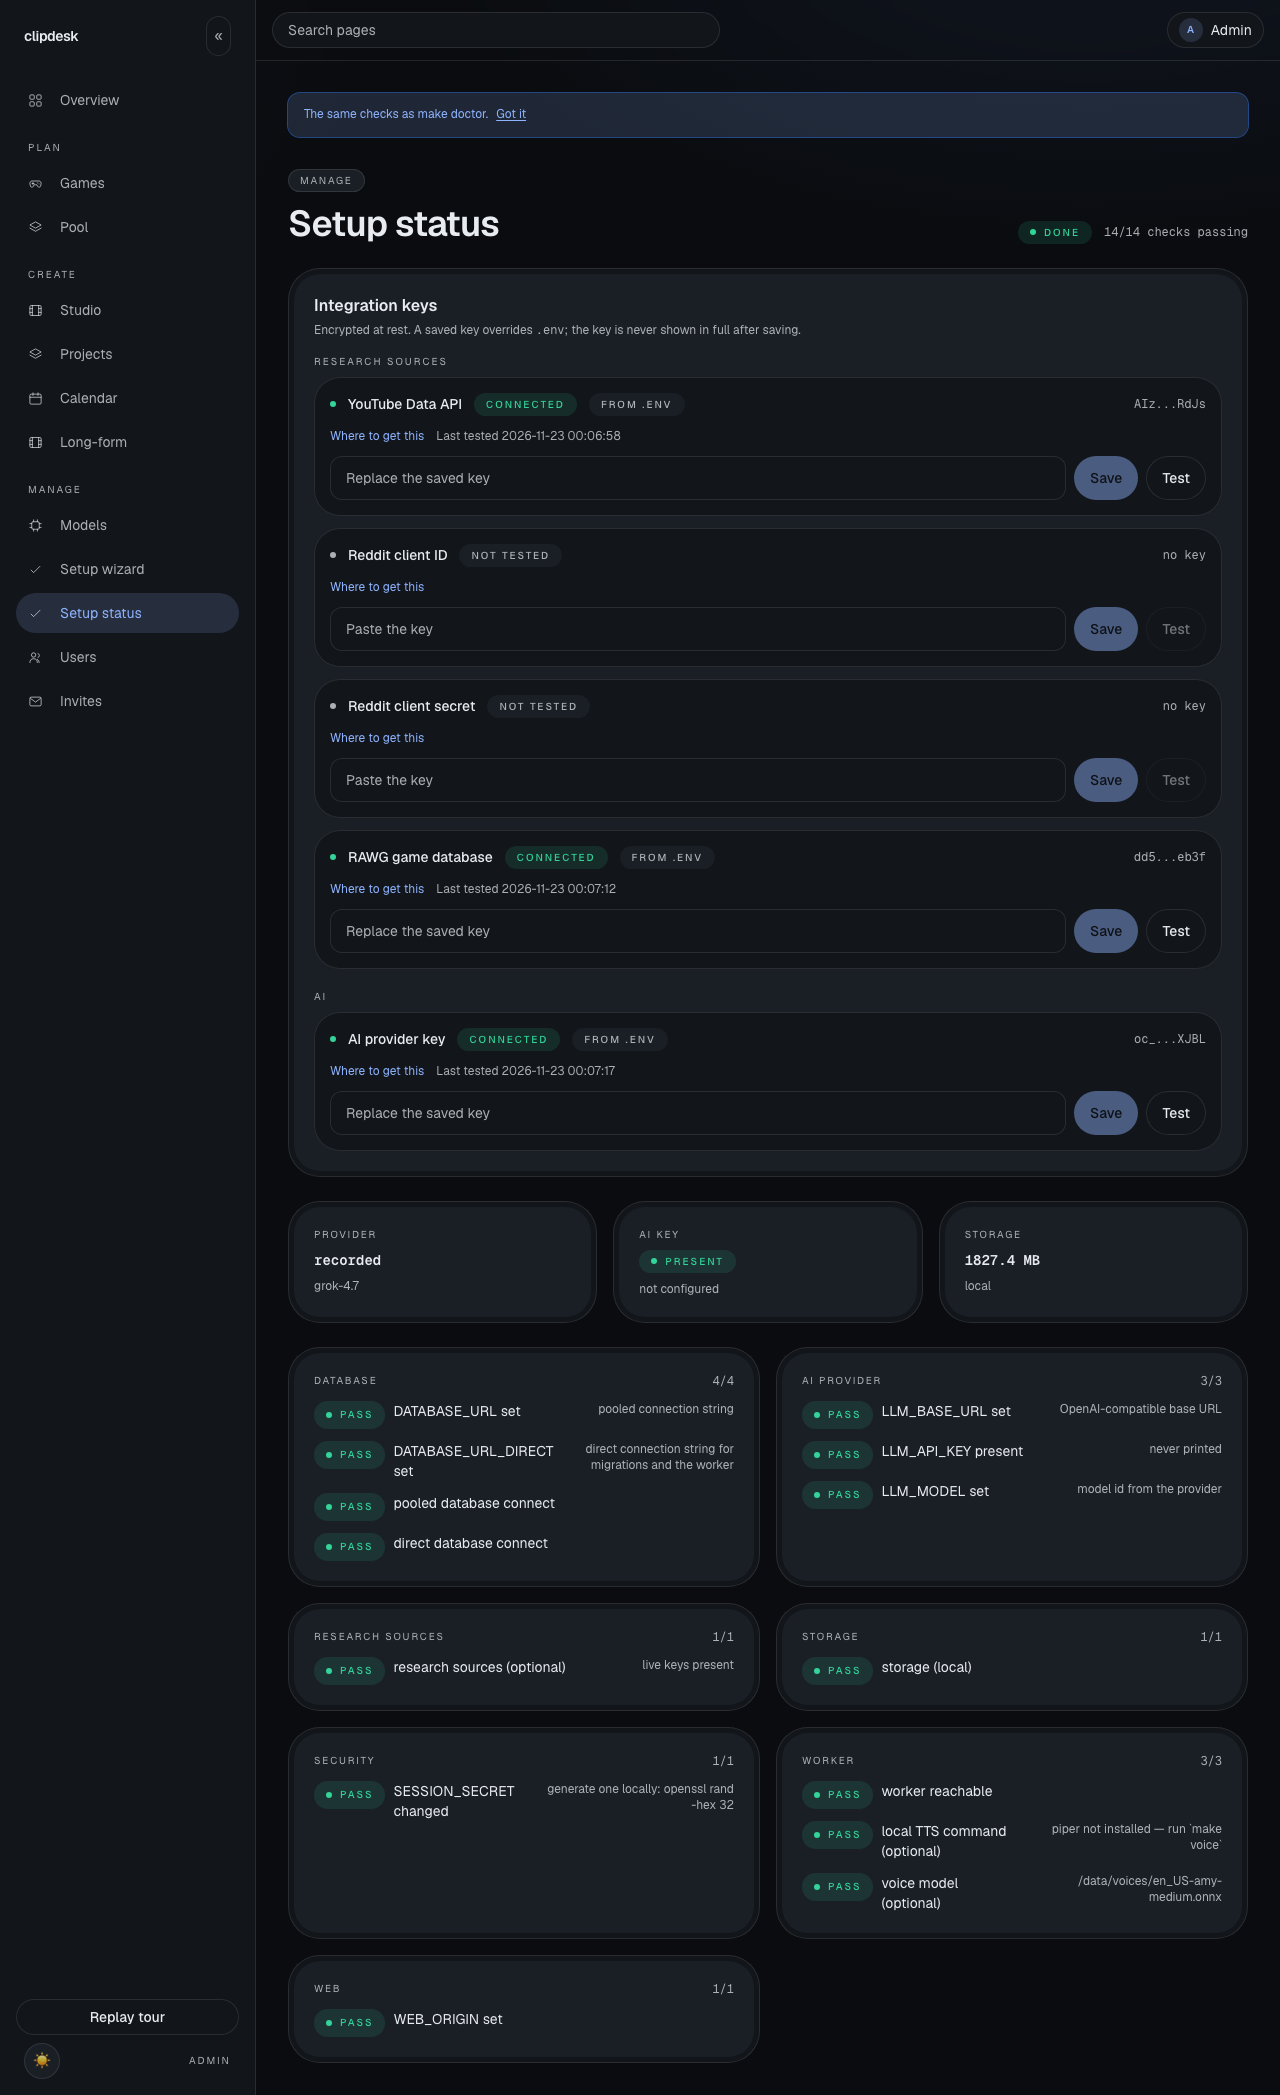 clipdesk
«
Search pages
A
Admin
Overview
PLAN
Games
Pool
CREATE
Studio
Projects
Calendar
Long-form
MANAGE
Models
Setup wizard
Setup status
Users
Invites
Replay tour
ADMIN
The same checks as make doctor. Got it
MANAGE
Setup status
DONE 14/14 checks passing
Integration keys
Encrypted at rest. A saved key overrides .env; the key is never shown in full after saving.
RESEARCH SOURCES
YouTube Data API CONNECTED FROM .ENV AIz...RdJs
Where to get this Last tested 2026-11-23 00:06:58
Replace the saved key Save Test
Reddit client ID NOT TESTED no key
Where to get this
Paste the key Save Test
Reddit client secret NOT TESTED no key
Where to get this
Paste the key Save Test
RAWG game database CONNECTED FROM .ENV dd5...eb3f
Where to get this Last tested 2026-11-23 00:07:12
Replace the saved key Save Test
AI
AI provider key CONNECTED FROM .ENV oc_...XJBL
Where to get this Last tested 2026-11-23 00:07:17
Replace the saved key Save Test
PROVIDER
recorded
grok-4.7
AI KEY
PRESENT
not configured
STORAGE
1827.4 MB
local
DATABASE 4/4
PASS DATABASE_URL set pooled connection string
PASS DATABASE_URL_DIRECT direct connection string for
set migrations and the worker
PASS pooled database connect
PASS direct database connect
AI PROVIDER 3/3
PASS LLM_BASE_URL set OpenAI-compatible base URL
PASS LLM_API_KEY present never printed
PASS LLM_MODEL set model id from the provider
RESEARCH SOURCES 1/1
PASS research sources (optional) live keys present
STORAGE 1/1
PASS storage (local)
SECURITY 1/1
PASS SESSION_SECRET generate one locally: openssl rand
changed -hex 32
WORKER 3/3
PASS worker reachable
PASS local TTS command piper not installed — run `make
(optional) voice`
PASS voice model /data/voices/en_US-amy-
(optional) medium.onnx
WEB 1/1
PASS WEB_ORIGIN set